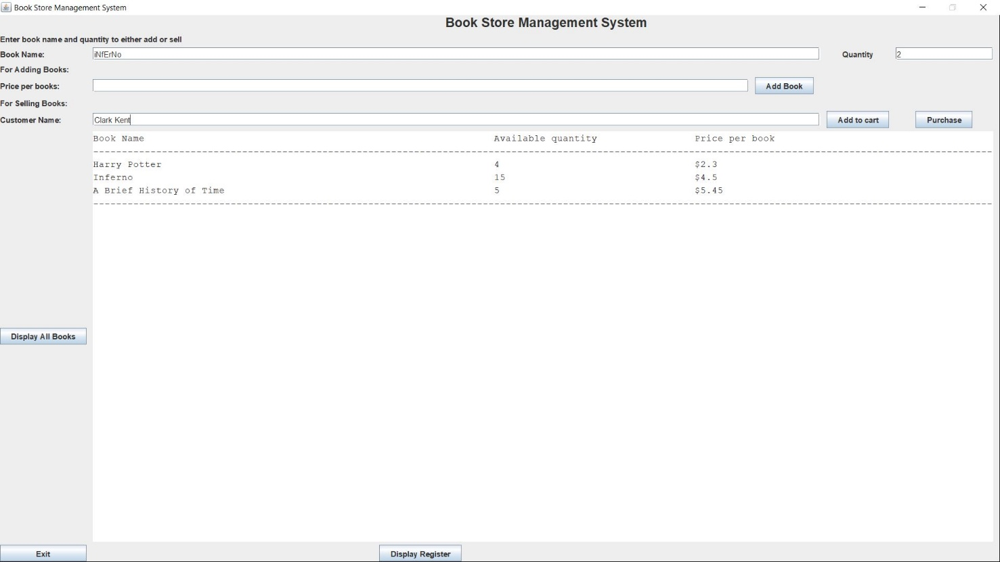 Book Store Management System
Book Store Management System
Enter book name and quantity to either add or sell
Book Name: iNfErNo Quantity 2
For Adding Books:
Price per books: Add Book
For Selling Books:
Customer Name: Clark Kent Add to cart Purchase
Book Name Available quantity Price per book
Harry Potter 4 $2.3
Inferno 15 $4.5
A Brief History of Time 5 $5.45
Display All Books
Exit Display Register